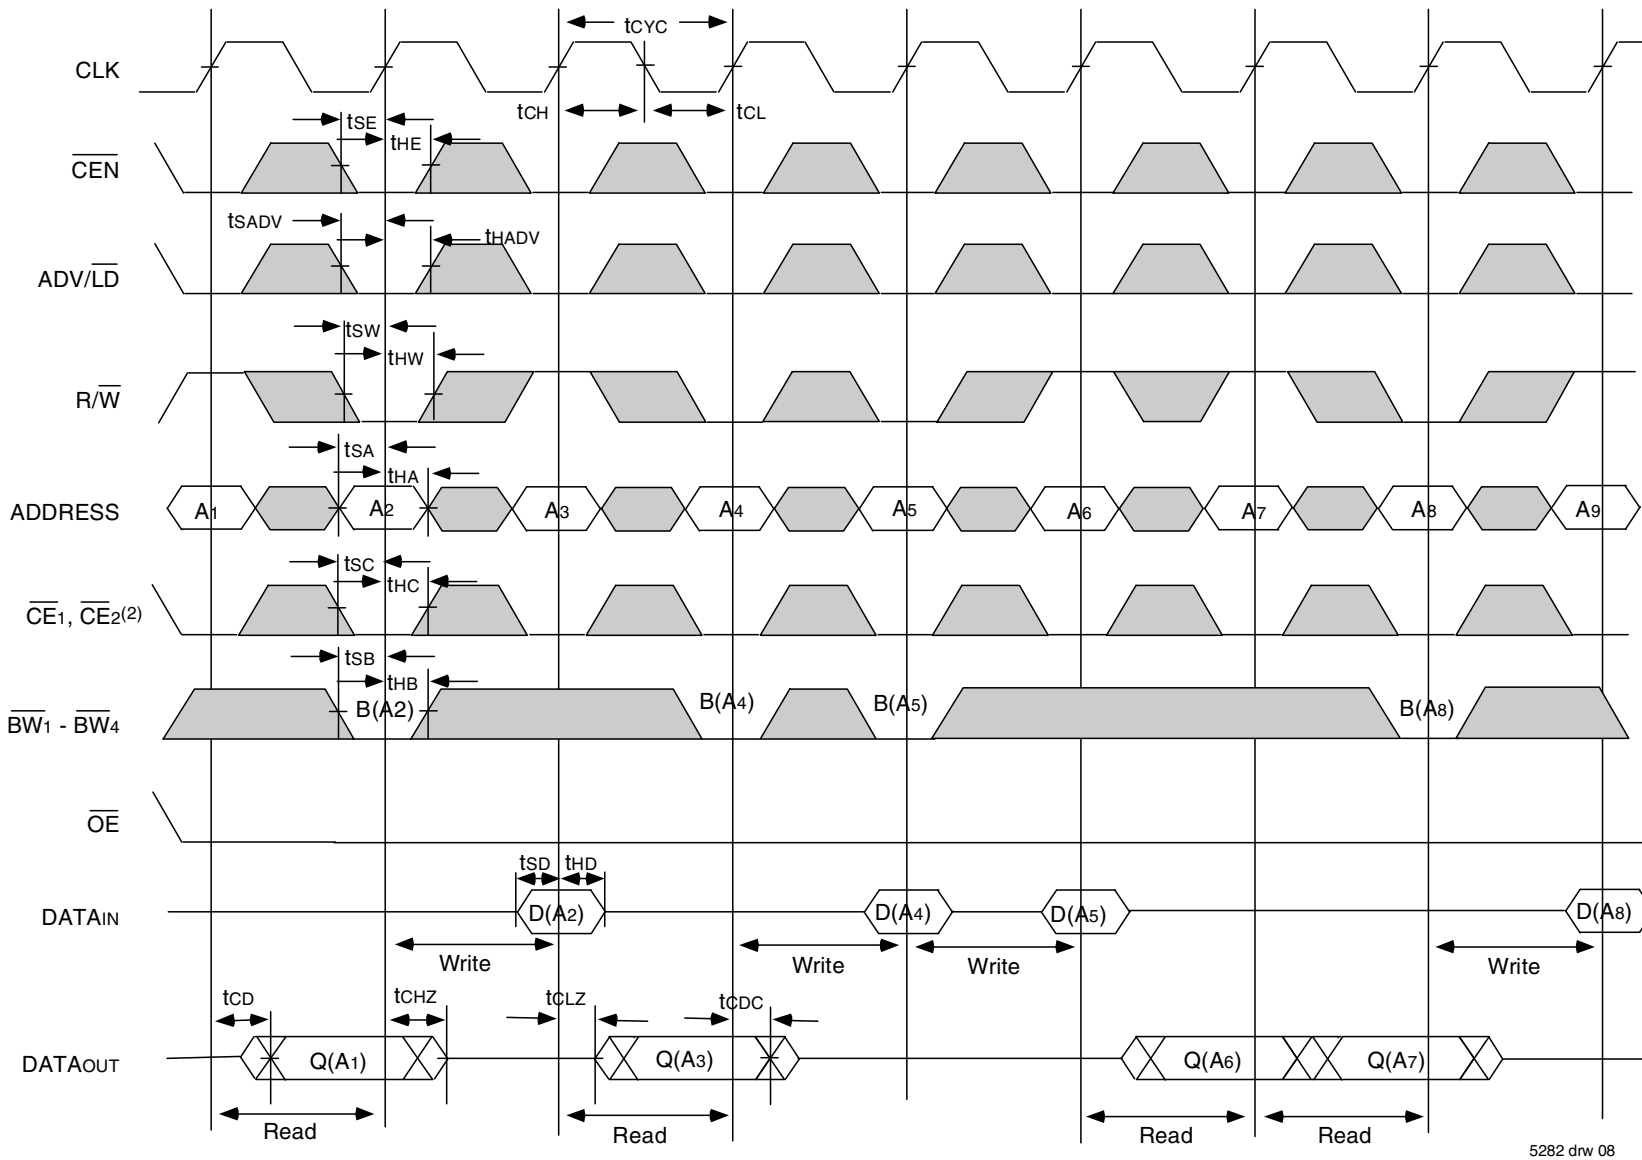 tCYC
CLK
tCH
tCL
tSE
tHE
CEN
tSADV
tHADV
ADV/LD
tSW
tHW
R/W
tSA
tHA
ADDRESS A1 A2 A3 A4 A5 A6 A7 A8 A9
tSC
tHC
CE1, CE2(2)
tSB
tHB
BW1 - BW4 B(A2) B(A4) B(A5) B(A8)
OE
tSD tHD
DATAIN D(A2) D(A4) D(A5) D(A8)
Write Write Write Write
tCD tCHZ tCLZ tCDC
DATAOUT Q(A1) Q(A3) Q(A6) Q(A7)
Read Read Read Read
5282 drw 08